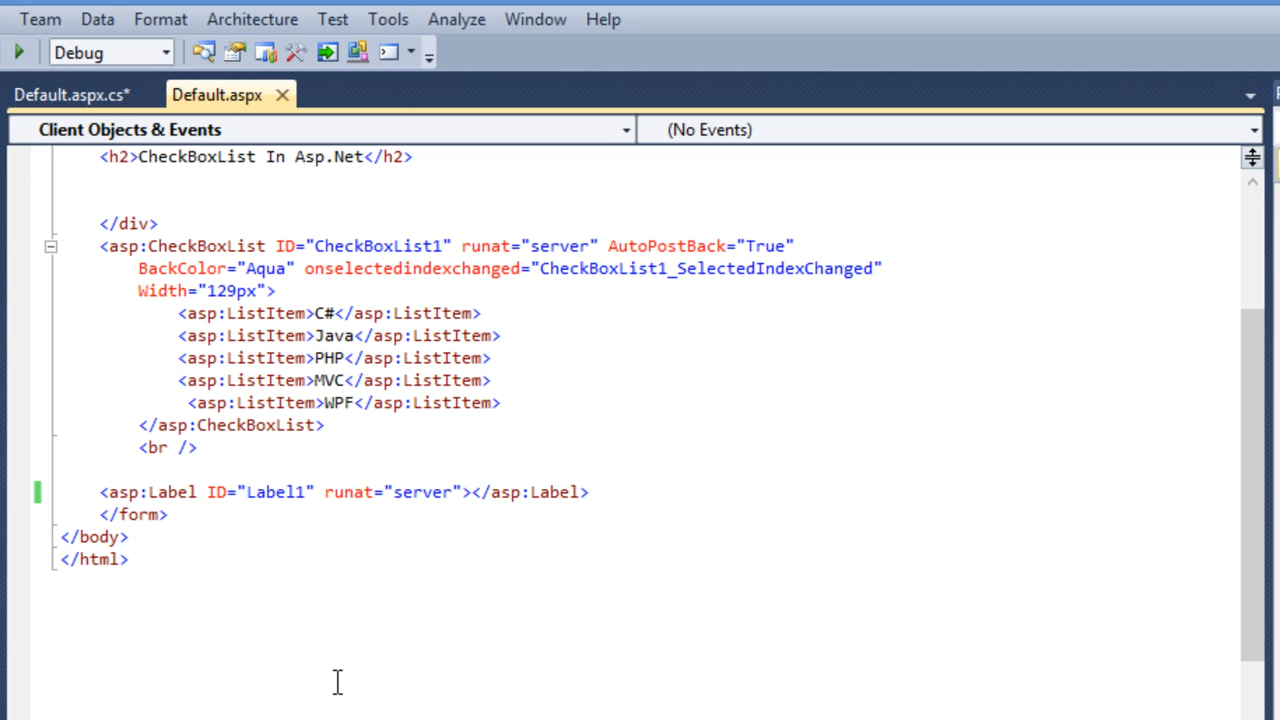 Team Data Format Architecture Test Tools Analyze Window Help
Debug
Default.aspx.cs* Default.aspx
Client Objects & Events (No Events)
<h2>CheckBoxList In Asp.Net</h2>
</div>
<asp:CheckBoxList ID="CheckBoxList1" runat="server" AutoPostBack="True"
BackColor="Aqua" onselectedindexchanged="CheckBoxList1_SelectedIndexChanged"
Width="129px">
<asp:ListItem>C#</asp:ListItem>
<asp:ListItem>Java</asp:ListItem>
<asp:ListItem>PHP</asp:ListItem>
<asp:ListItem>MVC</asp:ListItem>
<asp:ListItem>WPF</asp:ListItem>
</asp:CheckBoxList>
<br />
<asp:Label ID="Label1" runat="server"></asp:Label>
</form>
</body>
</html>